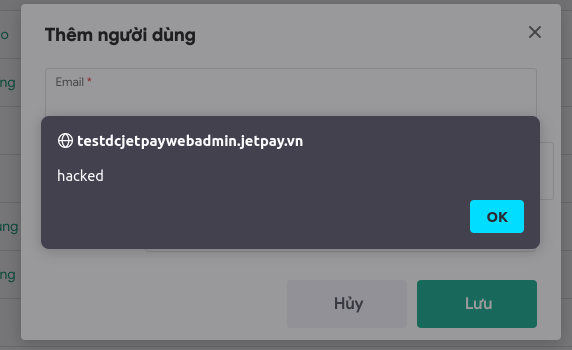 Thêm người dùng
Email *
testdcjetpaywebadmin.jetpay.vn
hacked
OK
Hủy
Lưu